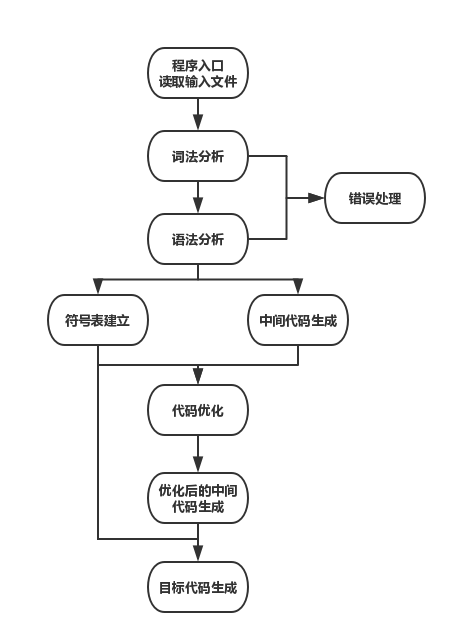 程序入口
读取输入文件
词法分析
错误处理
语法分析
符号表建立
中间代码生成
代码优化
优化后的中间
代码生成
目标代码生成